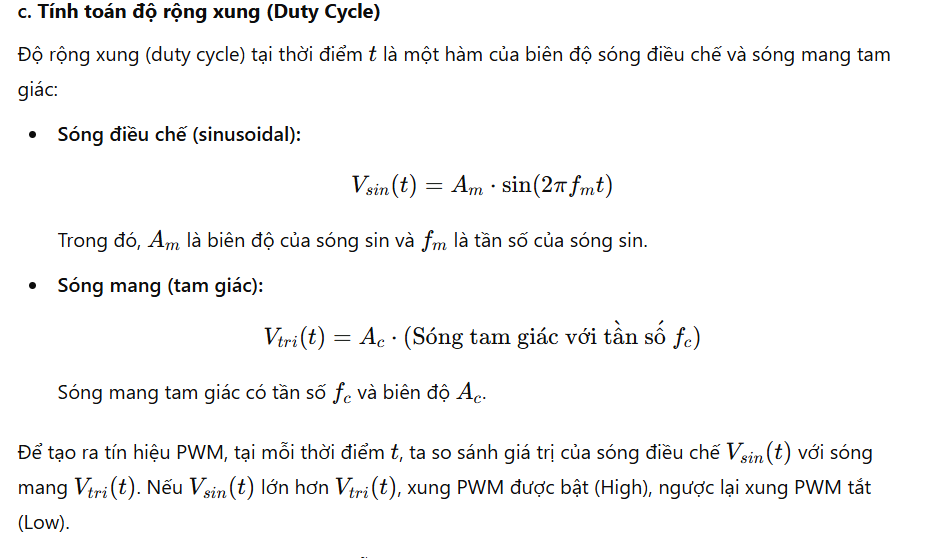 c. Tính toán độ rộng xung (Duty Cycle)
Độ rộng xung (duty cycle) tại thời điểm t là một hàm của biên độ sóng điều chế và sóng mang tam
giác:
• Sóng điều chế (sinusoidal):
V_{sin}(t) = A_m · sin(2πf_mt)
Trong đó, A_m là biên độ của sóng sin và f_m là tần số của sóng sin.
• Sóng mang (tam giác):
V_{tri}(t) = A_c · (Sóng tam giác với tần số f_c)
Sóng mang tam giác có tần số f_c và biên độ A_c.
Để tạo ra tín hiệu PWM, tại mỗi thời điểm t, ta so sánh giá trị của sóng điều chế V_{sin}(t) với sóng
mang V_{tri}(t). Nếu V_{sin}(t) lớn hơn V_{tri}(t), xung PWM được bật (High), ngược lại xung PWM tắt
(Low).